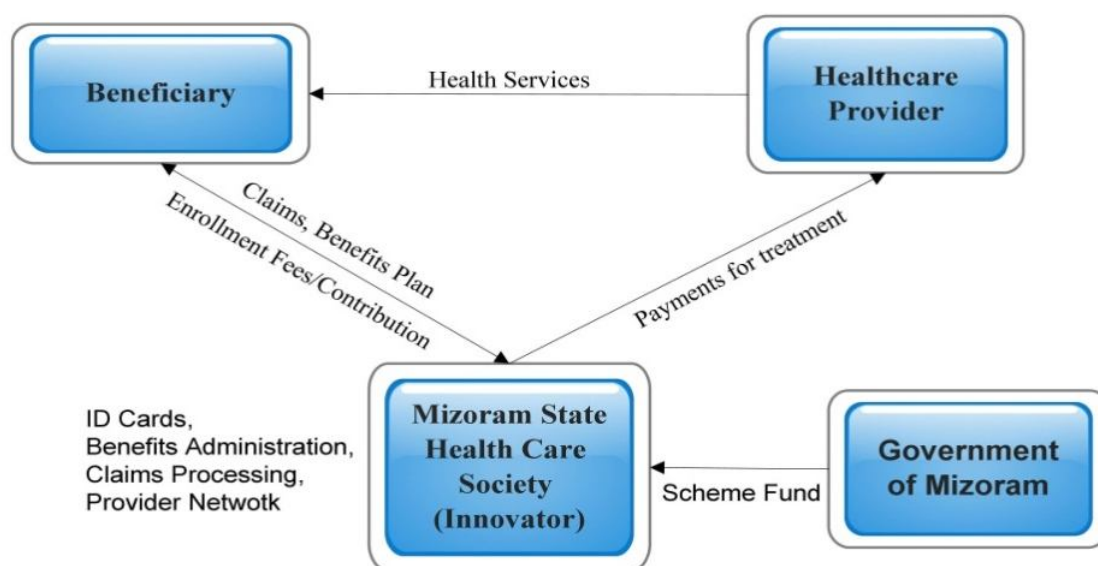 Beneficiary
Health Services
Healthcare
Provider
Claims, Benefits Plan
Enrollment Fees/Contribution
Payments for treatment
ID Cards,
Benefits Administration,
Claims Processing,
Provider Netwotk
Mizoram State
Health Care
Society
(Innovator)
Scheme Fund
Government
of Mizoram